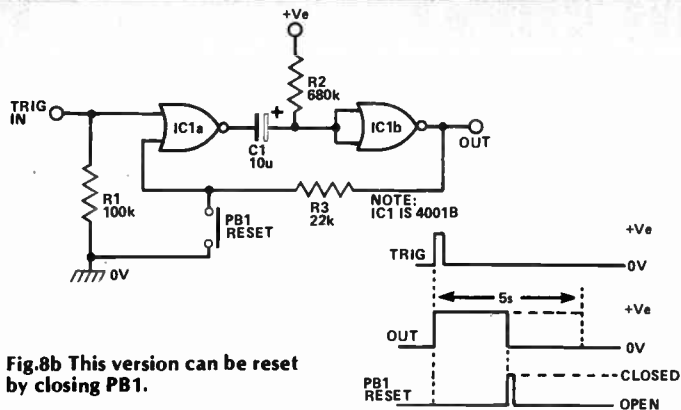 +Ve
R2
680k
TRIG
IN
IC1a
+
C1
10u
IC1b
OUT
R1
100k
PB1
RESET
R3
22k
NOTE:
IC1 IS 4001B
0V
+Ve
TRIG
0V
5s
+Ve
OUT
0V
CLOSED
PB1
RESET
OPEN
Fig.8b This version can be reset
by closing PB1.